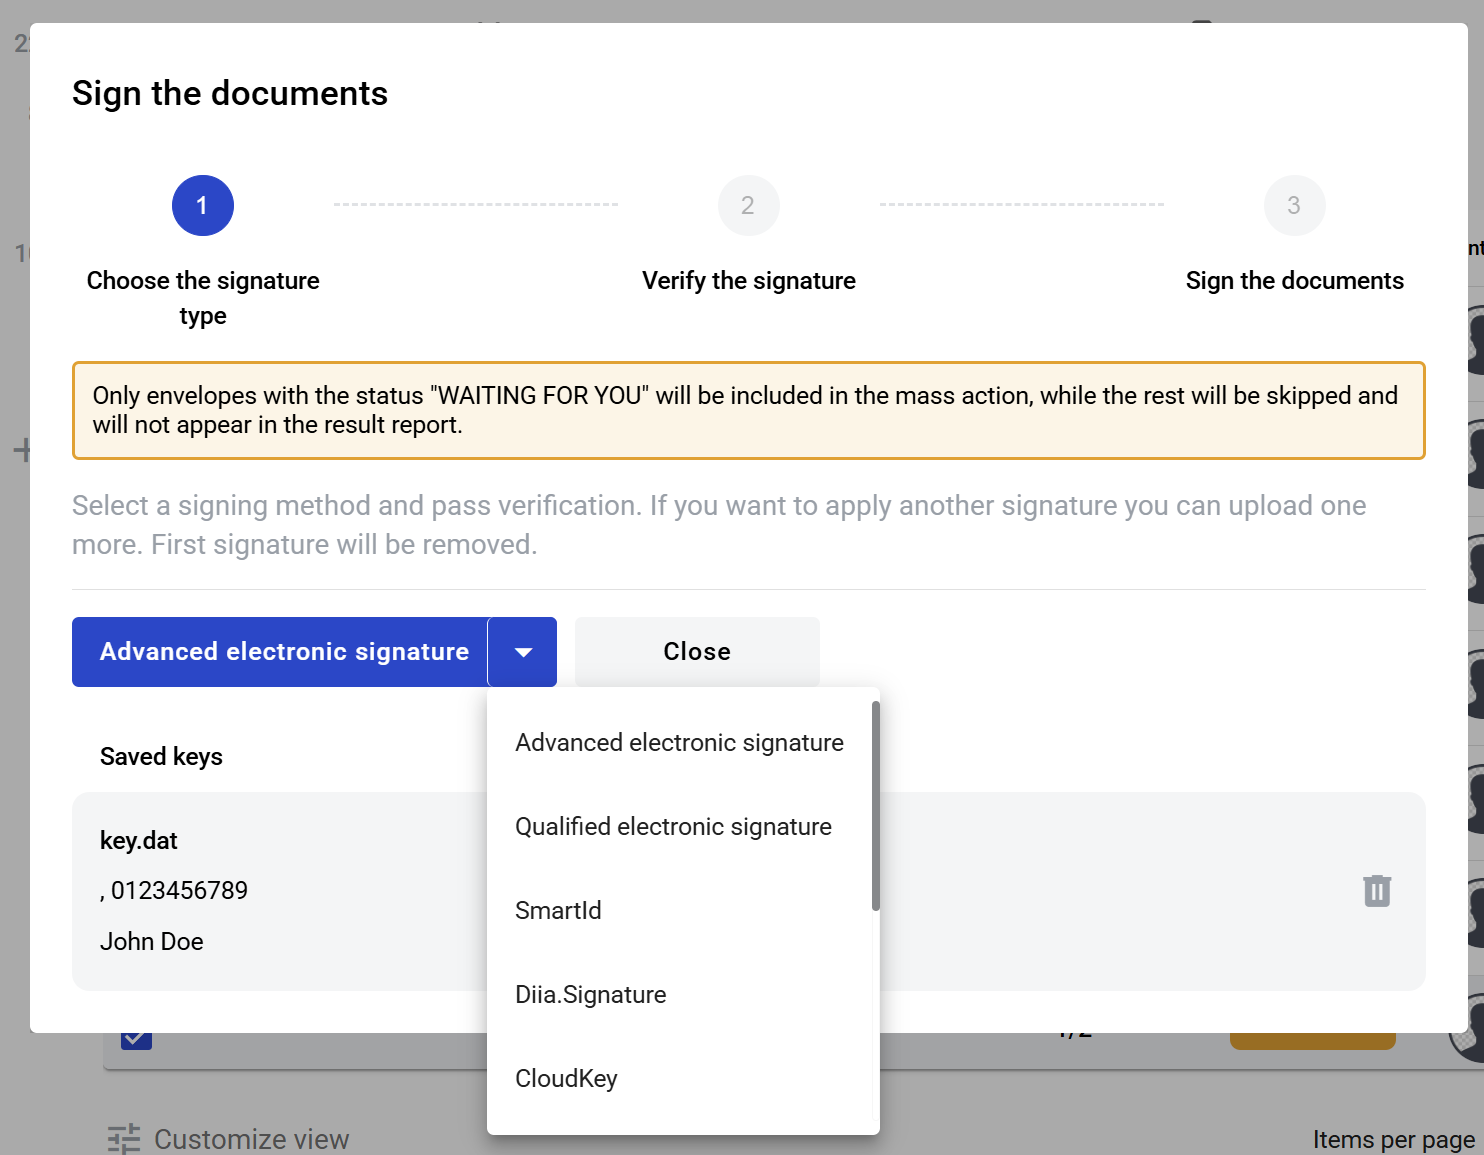 Sign the documents
1
2
3
Choose the signature
type
Verify the signature
Sign the documents
Only envelopes with the status "WAITING FOR YOU" will be included in the mass action, while the rest will be skipped and
will not appear in the result report.
Select a signing method and pass verification. If you want to apply another signature you can upload one
more. First signature will be removed.
Advanced electronic signature
Close
Advanced electronic signature
Qualified electronic signature
SmartId
Diia.Signature
CloudKey
Saved keys
key.dat
, 0123456789
John Doe
Customize view
Items per page